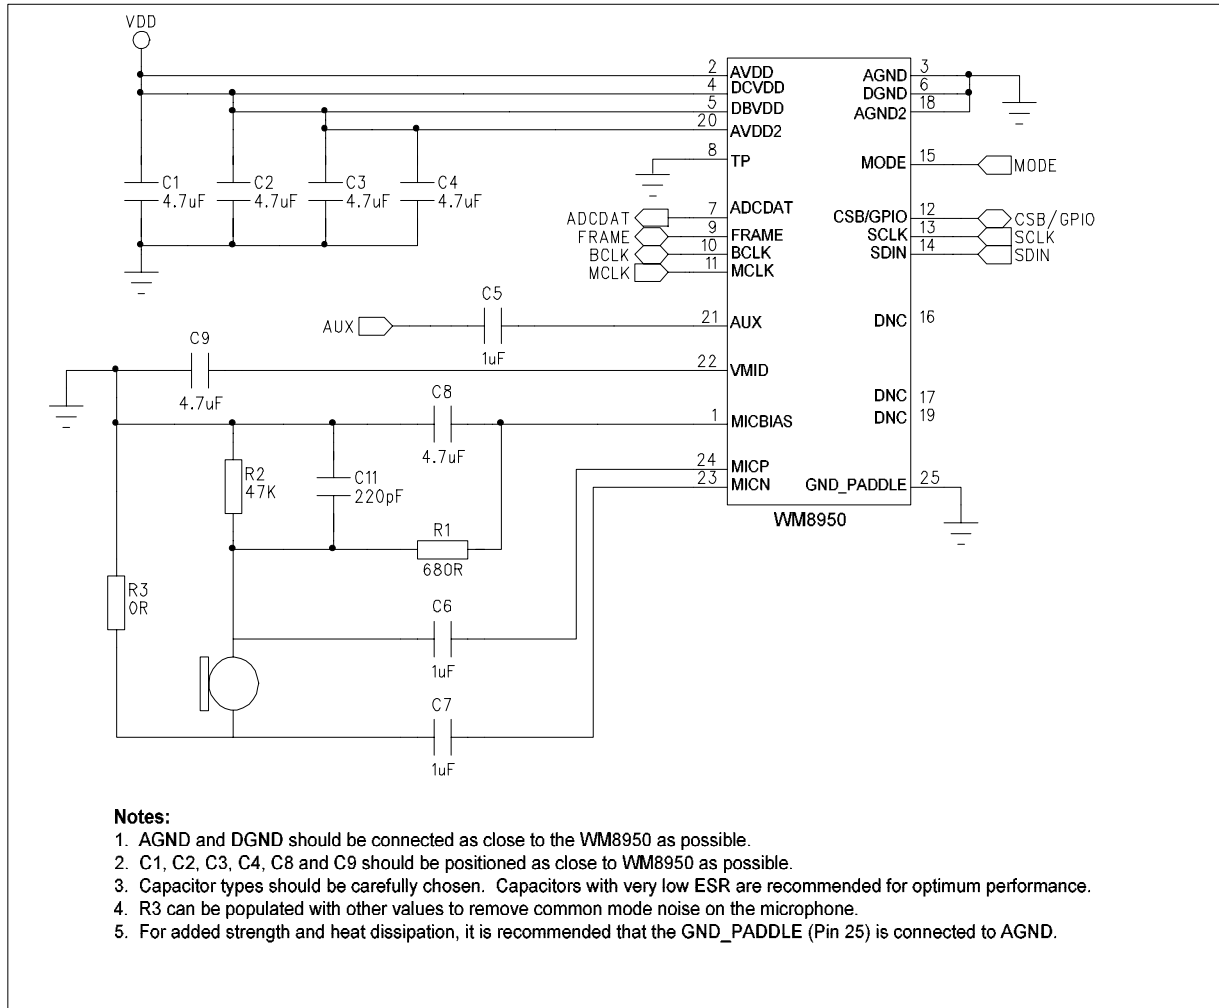 VDD
2 AVDD
4 DCVDD
5 DBVDD
20 AVDD2
8 TP
AGND 3
DGND 6
AGND2 18
MODE 15 MODE
C1
4.7uF
C2
4.7uF
C3
4.7uF
C4
4.7uF
ADCDAT 7 ADCDAT
FRAME 9 FRAME
BCLK 10 BCLK
MCLK 11 MCLK
CSB/GPIO 12 CSB/GPIO
SCLK 13 SCLK
SDIN 14 SDIN
C5
AUX 21 AUX
1uF
DNC 16
C9
22 VMID
4.7uF
C8
DNC 17
1 MICBIAS
DNC 19
4.7uF
R2
47K
C11
220pF
24 MICP
23 MICN
GND_PADDLE 25
WM8950
R1
680R
R3
0R
C6
1uF
C7
1uF
Notes:
1. AGND and DGND should be connected as close to the WM8950 as possible.
2. C1, C2, C3, C4, C8 and C9 should be positioned as close to WM8950 as possible.
3. Capacitor types should be carefully chosen. Capacitors with very low ESR are recommended for optimum performance.
4. R3 can be populated with other values to remove common mode noise on the microphone.
5. For added strength and heat dissipation, it is recommended that the GND_PADDLE (Pin 25) is connected to AGND.